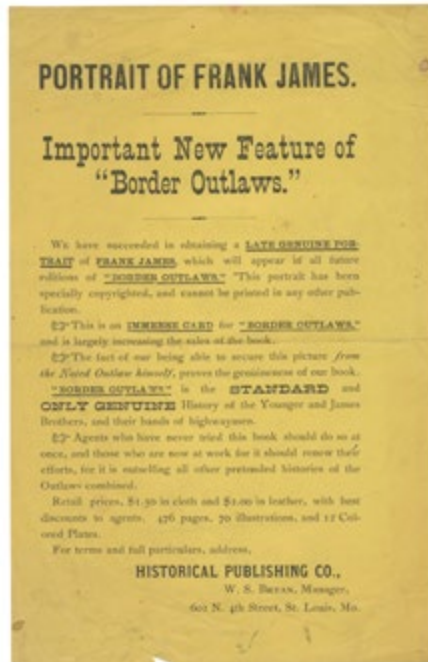 PORTRAIT OF FRANK JAMES.
Important New Feature of
"Border Outlaws."
We have succeeded in obtaining a LATE GENUINE POR-
TRAIT of FRANK JAMES, which will appear in all future
editions of "BORDER OUTLAWS." This portrait has been
specially copyrighted, and cannot be printed in any other pub-
lication.
☞This is an IMMENSE CARD for "BORDER OUTLAWS,"
and is largely increasing the sales of the book.
☞The fact of our being able to secure this picture from
the Noted Outlaw himself, proves the genuineness of our book.
"BORDER OUTLAWS" is the STANDARD and
ONLY GENUINE History of the Younger and James
Brothers, and their bands of highwaymen.
☞Agents who have never tried this book should do so at
once, and those who are now at work for it should renew their
efforts, for it is outselling all other pretended histories of the
Outlaws combined.
Retail prices, $1.50 in cloth and $2.00 in leather, with best
discounts to agents. 476 pages, 70 illustrations, and 12 Col-
ored Plates.
For terms and full particulars, address,
HISTORICAL PUBLISHING CO.,
W. S. BRYAN, Manager,
602 N. 4th Street, St. Louis, Mo.